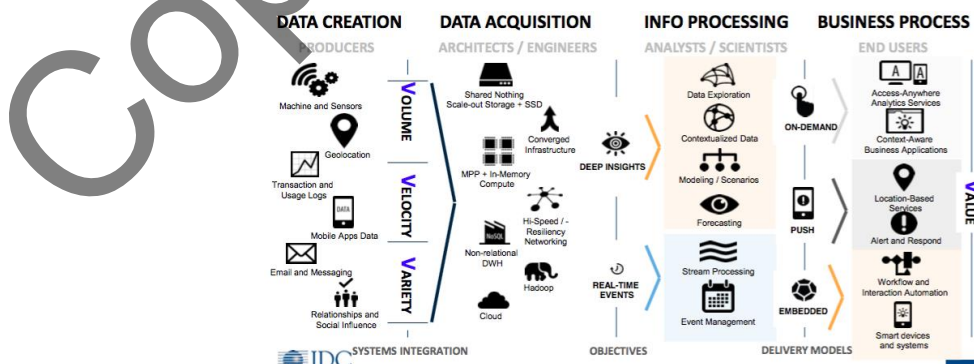 Cop
DATA CREATION
PRODUCERS
Machine and Sensors
Geolocation
Transaction and
Usage Logs
DATA
Mobile Apps Data
Email and Messaging
Relationships and
Social Influence
VOLUME
VELOCITY
VARIETY
IDC
SYSTEMS INTEGRATION
DATA ACQUISITION
ARCHITECTS / ENGINEERS
Shared Nothing
Scale-out Storage + SSD
Converged
Infrastructure
MPP + In-Memory
Compute
Hi-Speed / -
Resiliency
Networking
NoSQL
Non-relational
DWH
Hadoop
Cloud
DEEP INSIGHTS
REAL-TIME
EVENTS
OBJECTIVES
INFO PROCESSING
ANALYSTS / SCIENTISTS
Data Exploration
Contextualized Data
Modeling / Scenarios
Forecasting
Stream Processing
Event Management
ON-DEMAND
PUSH
EMBEDDED
DELIVERY MODELS
BUSINESS PROCESS
END USERS
A A
Access-Anywhere
Analytics Services
Context-Aware
Business Applications
Location-Based
Services
Alert and Respond
Workflow and
Interaction Automation
Smart devices
and systems
VALUE